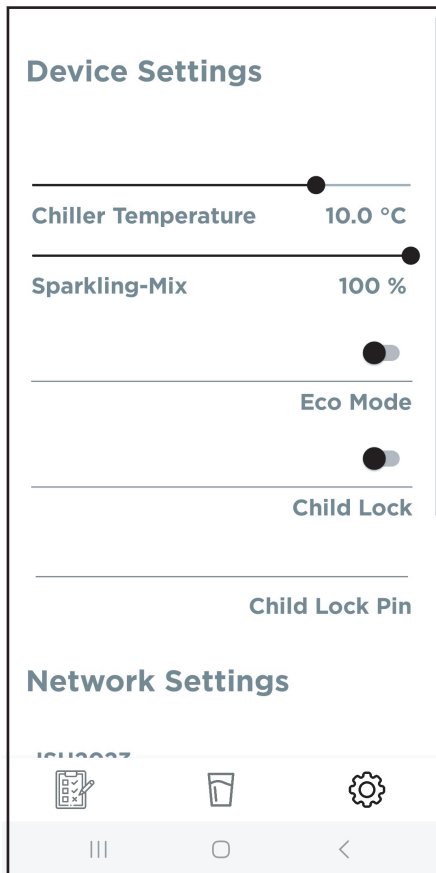 Device Settings
Chiller Temperature 10.0 °C
Sparkling-Mix 100 %
Eco Mode
Child Lock
Child Lock Pin
Network Settings